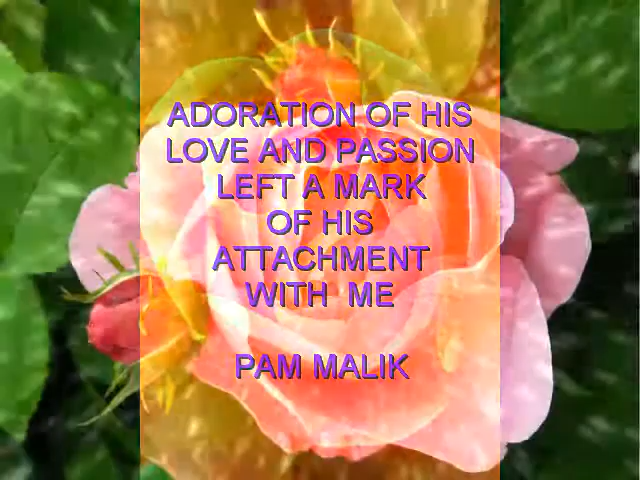 ADORATION OF HIS
LOVE AND PASSION
LEFT A MARK
OF HIS
ATTACHMENT
WITH ME
PAM MALIK